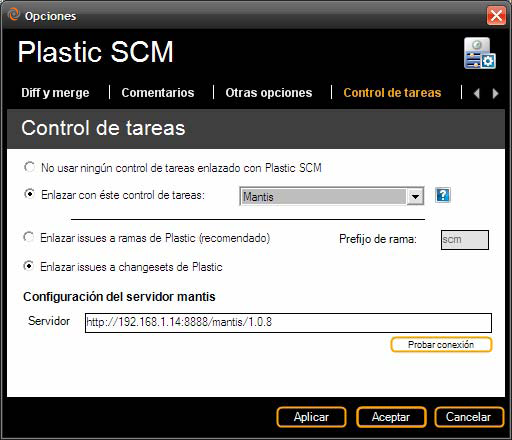 Opciones
Plastic SCM
Diff y merge
Comentarios
Otras opciones
Control de tareas
Control de tareas
No usar ningún control de tareas enlazado con Plastic SCM
Enlazar con éste control de tareas:
Mantis
?
Enlazar issues a ramas de Plastic (recomendado)
Prefijo de rama:
scm
Enlazar issues a changesets de Plastic
Configuración del servidor mantis
Servidor
http://192.168.1.14:8888/mantis/1.0.8
Probar conexión
Aplicar
Aceptar
Cancelar